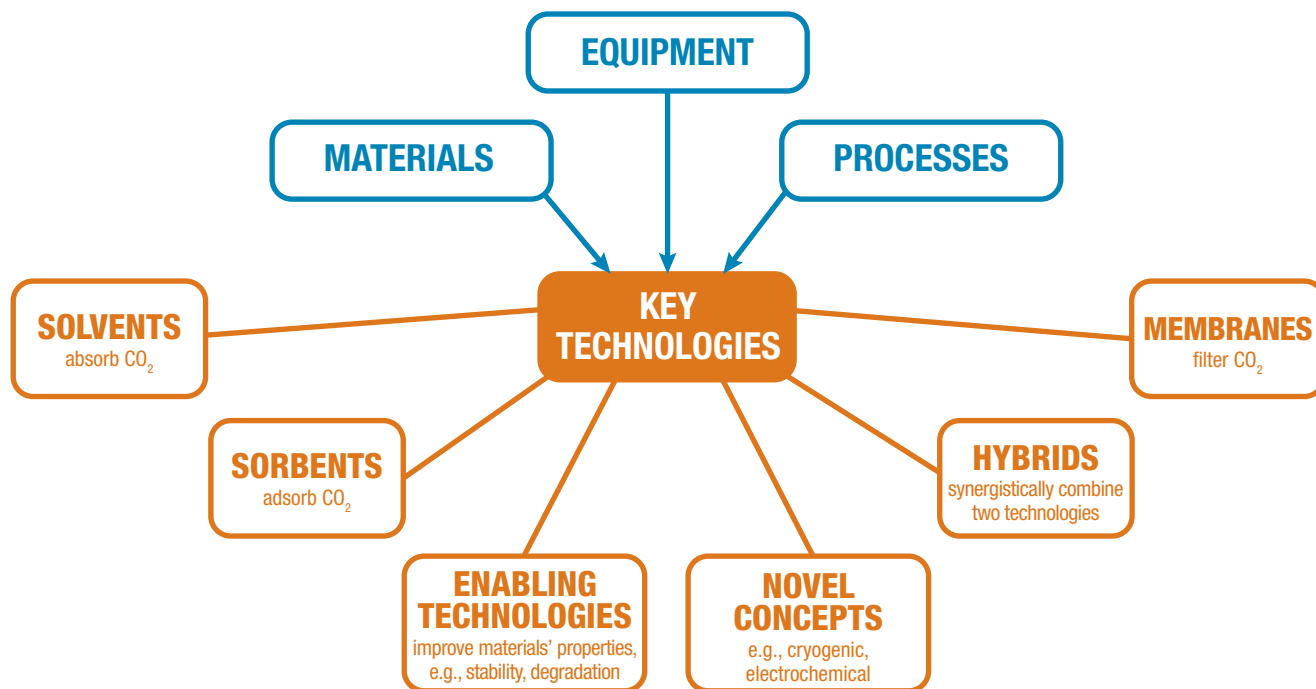 EQUIPMENT
MATERIALS
PROCESSES
KEY
TECHNOLOGIES
SOLVENTS
absorb CO₂
MEMBRANES
filter CO₂
SORBENTS
adsorb CO₂
HYBRIDS
synergistically combine
two technologies
ENABLING
TECHNOLOGIES
improve materials’ properties,
e.g., stability, degradation
NOVEL
CONCEPTS
e.g., cryogenic,
electrochemical